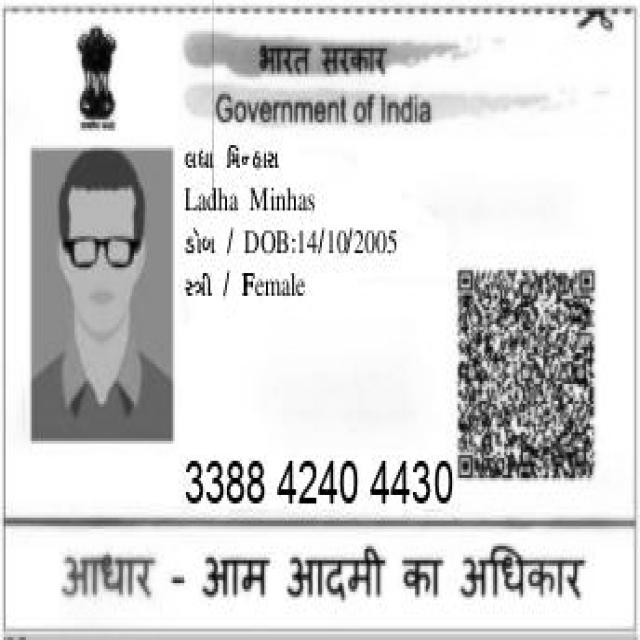 भारत सरकार
Government of India
લધા મિન્હાસ
Ladha Minhas
ડોબ / DOB:14/10/2005
સ્ત્રી / Female
3388 4240 4430
आधार - आम आदमी का अधिकार